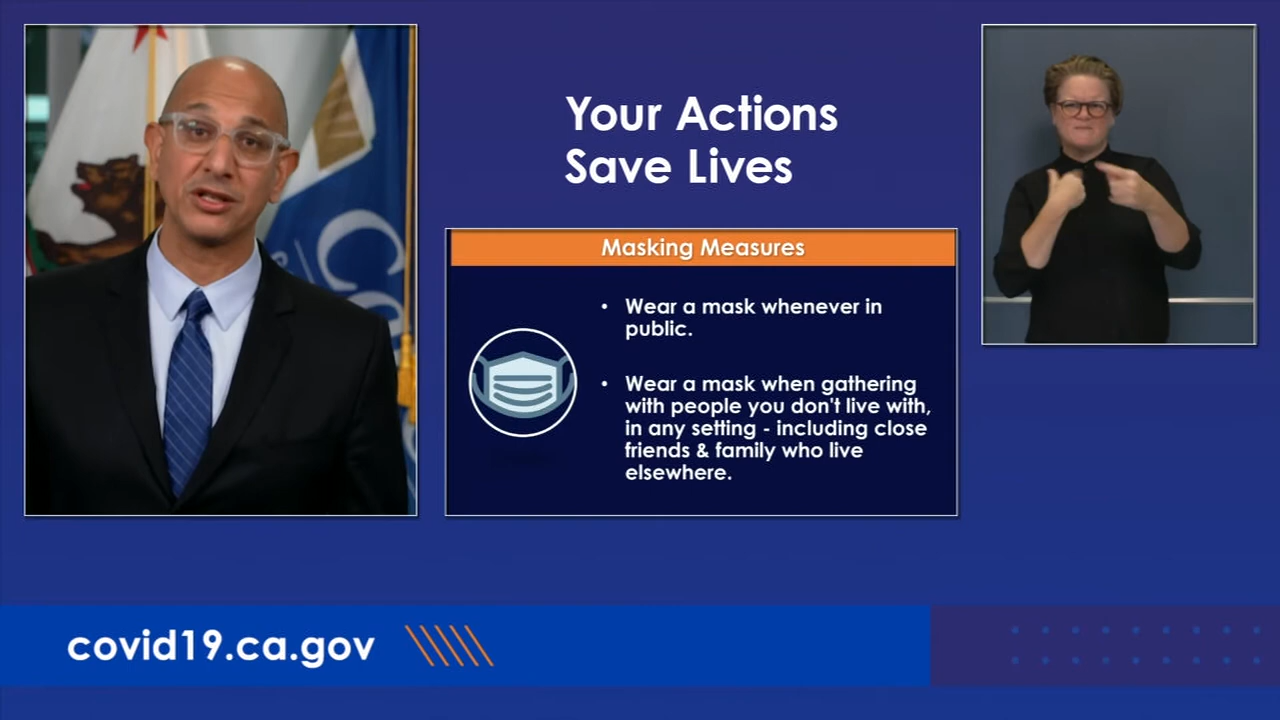 Your Actions
Save Lives
Masking Measures
• Wear a mask whenever in
public.
• Wear a mask when gathering
with people you don't live with,
in any setting - including close
friends & family who live
elsewhere.
covid19.ca.gov